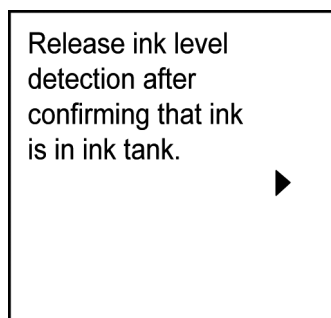 Release ink level
detection after
confirming that ink
is in ink tank.